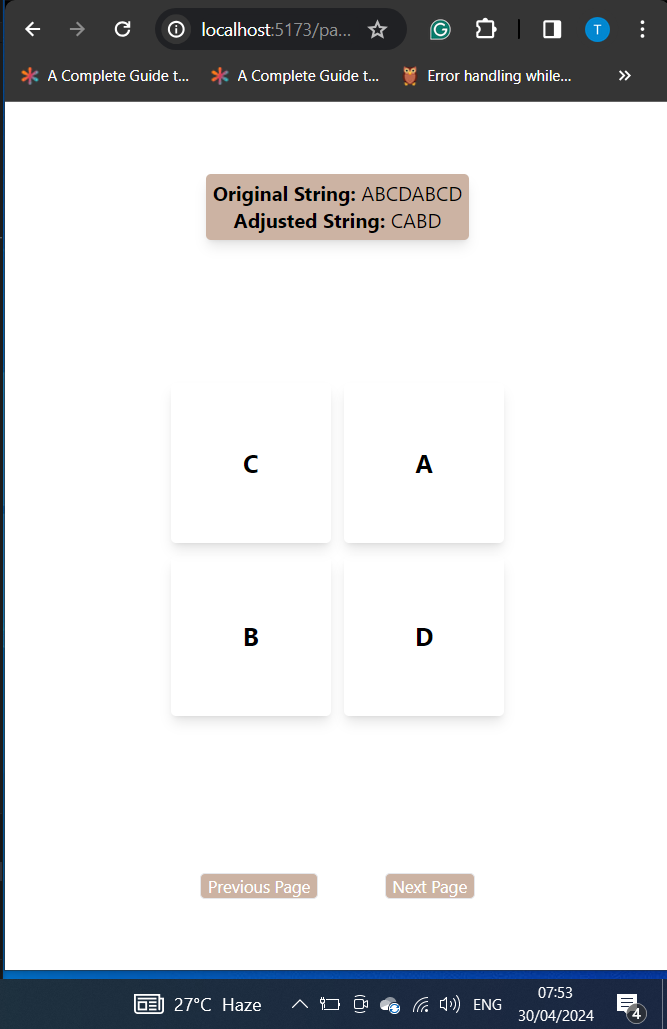 localhost:5173/pa...
T
A Complete Guide t...
A Complete Guide t...
Error handling while...
Original String: ABCDABCD
Adjusted String: CABD
C
A
B
D
Previous Page
Next Page
27°C Haze
ENG
07:53
30/04/2024
4